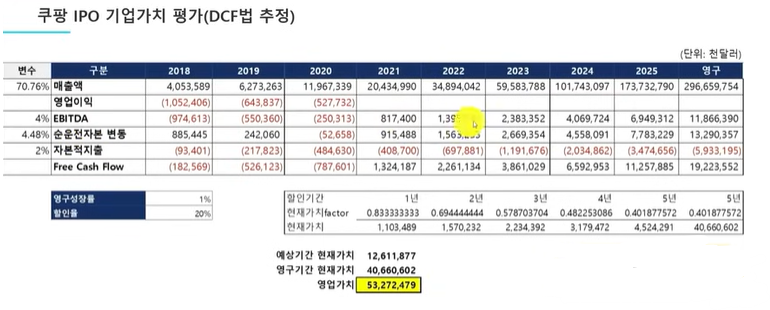 쿠팡 IPO 기업가치 평가(DCF법 추정)
(단위: 천달러)
변수 구분 2018 2019 2020 2021 2022 2023 2024 2025 영구
70.76% 매출액 4,053,589 6,273,263 11,967,339 20,434,990 34,894,042 59,583,788 101,743,097 173,732,790 296,659,754
영업이익 (1,052,406) (643,837) (527,732)
4% EBITDA (974,613) (550,360) (250,313) 817,400 2,383,352 4,069,724 6,949,312 11,866,390
4.48% 순운전자본 변동 885,445 242,060 (52,658) 915,488 2,669,354 4,558,091 7,783,229 13,290,357
2% 자본적지출 (93,401) (217,823) (484,630) (408,700) (697,881) (1,191,676) (2,034,862) (3,474,656) (5,933,195)
Free Cash Flow (182,569) (526,123) (787,601) 1,324,187 2,261,134 3,861,029 6,592,953 11,257,885 19,223,552
영구성장률 1%
할인율 20%
할인기간 1년 2년 3년 4년 5년 5년
현재가치factor 0.833333333 0.694444444 0.578703704 0.482253086 0.401877572 0.401877572
현재가치 1,103,489 1,570,232 2,234,392 3,179,472 4,524,291 40,660,602
예상기간 현재가치 12,611,877
영구기간 현재가치 40,660,602
영업가치 53,272,479